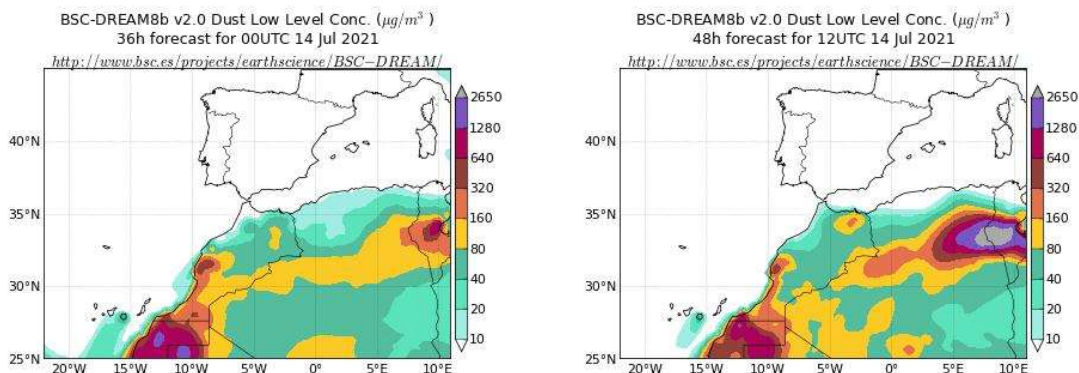 BSC-DREAM8b v2.0 Dust Low Level Conc. (μg/m³ )
36h forecast for 00UTC 14 Jul 2021
http://www.bsc.es/projects/earthscience/BSC−DREAM/
2650
1280
640
320
160
80
40
20
10
40°N
35°N
30°N
25°N
20°W 15°W 10°W 5°W 0°E 5°E 10°E
BSC-DREAM8b v2.0 Dust Low Level Conc. (μg/m³ )
48h forecast for 12UTC 14 Jul 2021
http://www.bsc.es/projects/earthscience/BSC−DREAM/
2650
1280
640
320
160
80
40
20
10
40°N
35°N
30°N
25°N
20°W 15°W 10°W 5°W 0°E 5°E 10°E